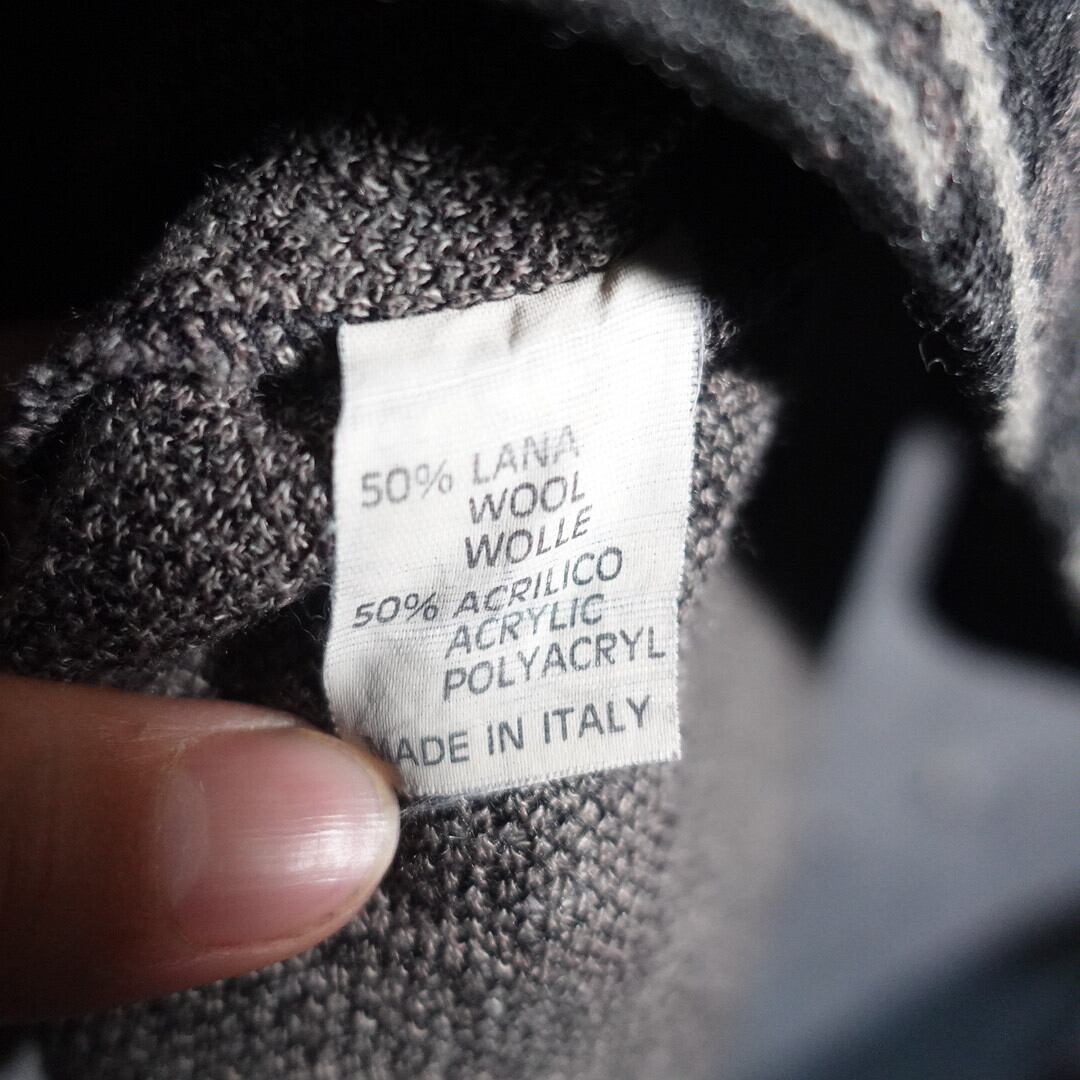 50% LANA
WOOL
WOLLE
50% ACRILICO
ACRYLIC
POLYACRYL
MADE IN ITALY